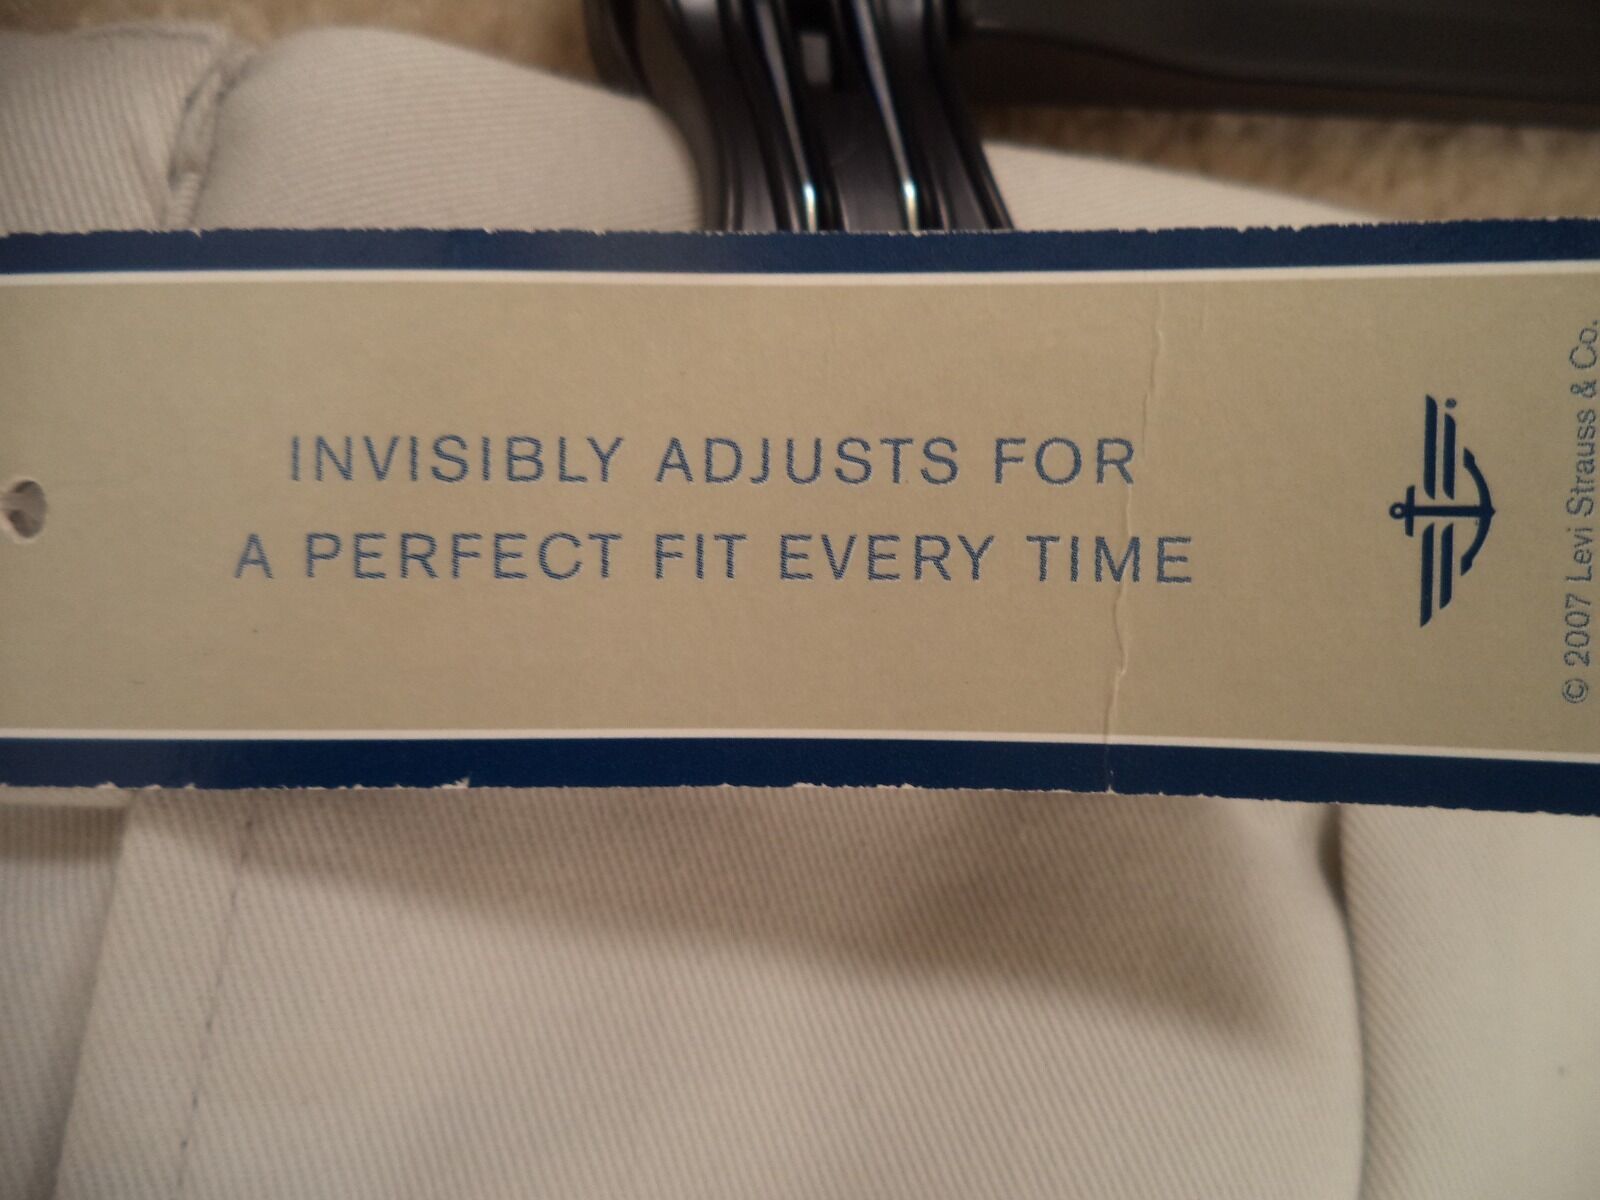 INVISIBLY ADJUSTS FOR
A PERFECT FIT EVERY TIME
®
© 2007 Levi Strauss & Co.